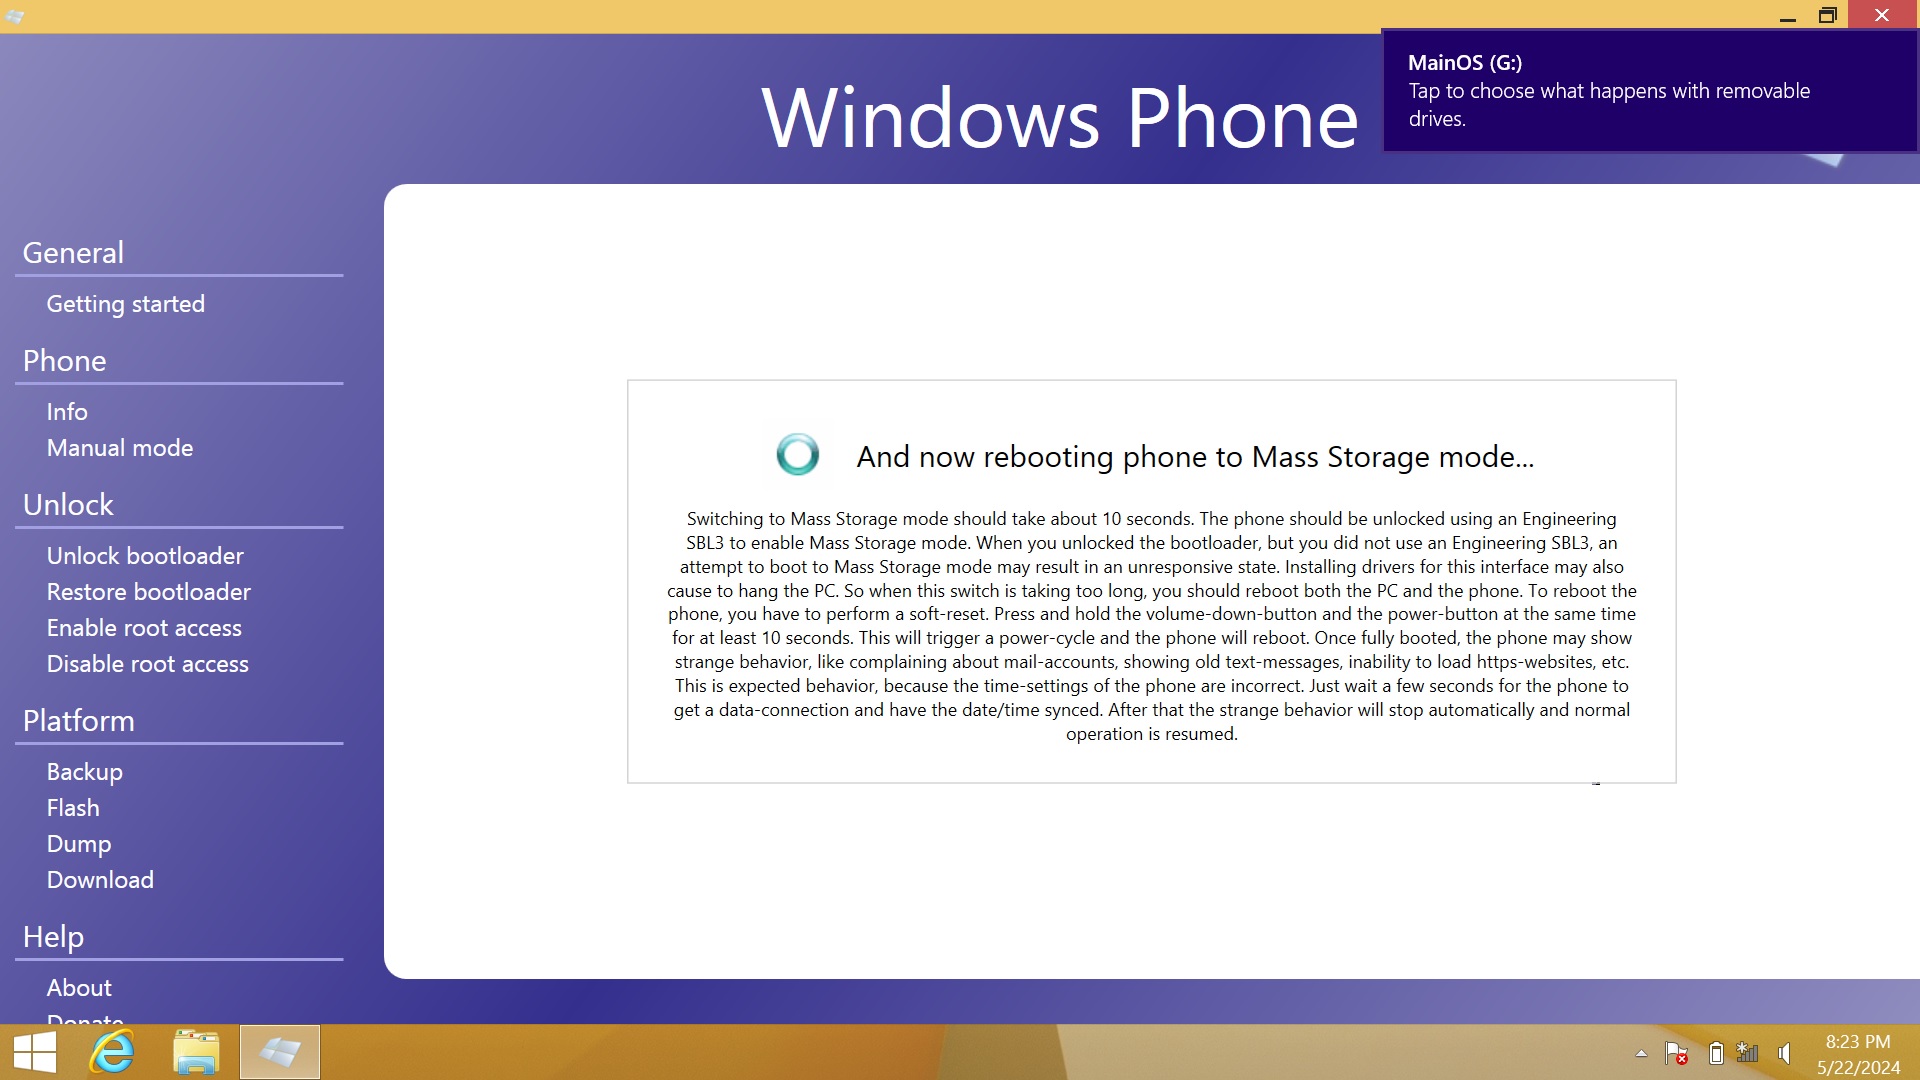 Windows Phone
MainOS (G:)
Tap to choose what happens with removable
drives.
General
Getting started
Phone
Info
Manual mode
Unlock
Unlock bootloader
Restore bootloader
Enable root access
Disable root access
Platform
Backup
Flash
Dump
Download
Help
About
Donate
And now rebooting phone to Mass Storage mode...
Switching to Mass Storage mode should take about 10 seconds. The phone should be unlocked using an Engineering
SBL3 to enable Mass Storage mode. When you unlocked the bootloader, but you did not use an Engineering SBL3, an
attempt to boot to Mass Storage mode may result in an unresponsive state. Installing drivers for this interface may also
cause to hang the PC. So when this switch is taking too long, you should reboot both the PC and the phone. To reboot the
phone, you have to perform a soft-reset. Press and hold the volume-down-button and the power-button at the same time
for at least 10 seconds. This will trigger a power-cycle and the phone will reboot. Once fully booted, the phone may show
strange behavior, like complaining about mail-accounts, showing old text-messages, inability to load https-websites, etc.
This is expected behavior, because the time-settings of the phone are incorrect. Just wait a few seconds for the phone to
get a data-connection and have the date/time synced. After that the strange behavior will stop automatically and normal
operation is resumed.
8:23 PM
5/22/2024